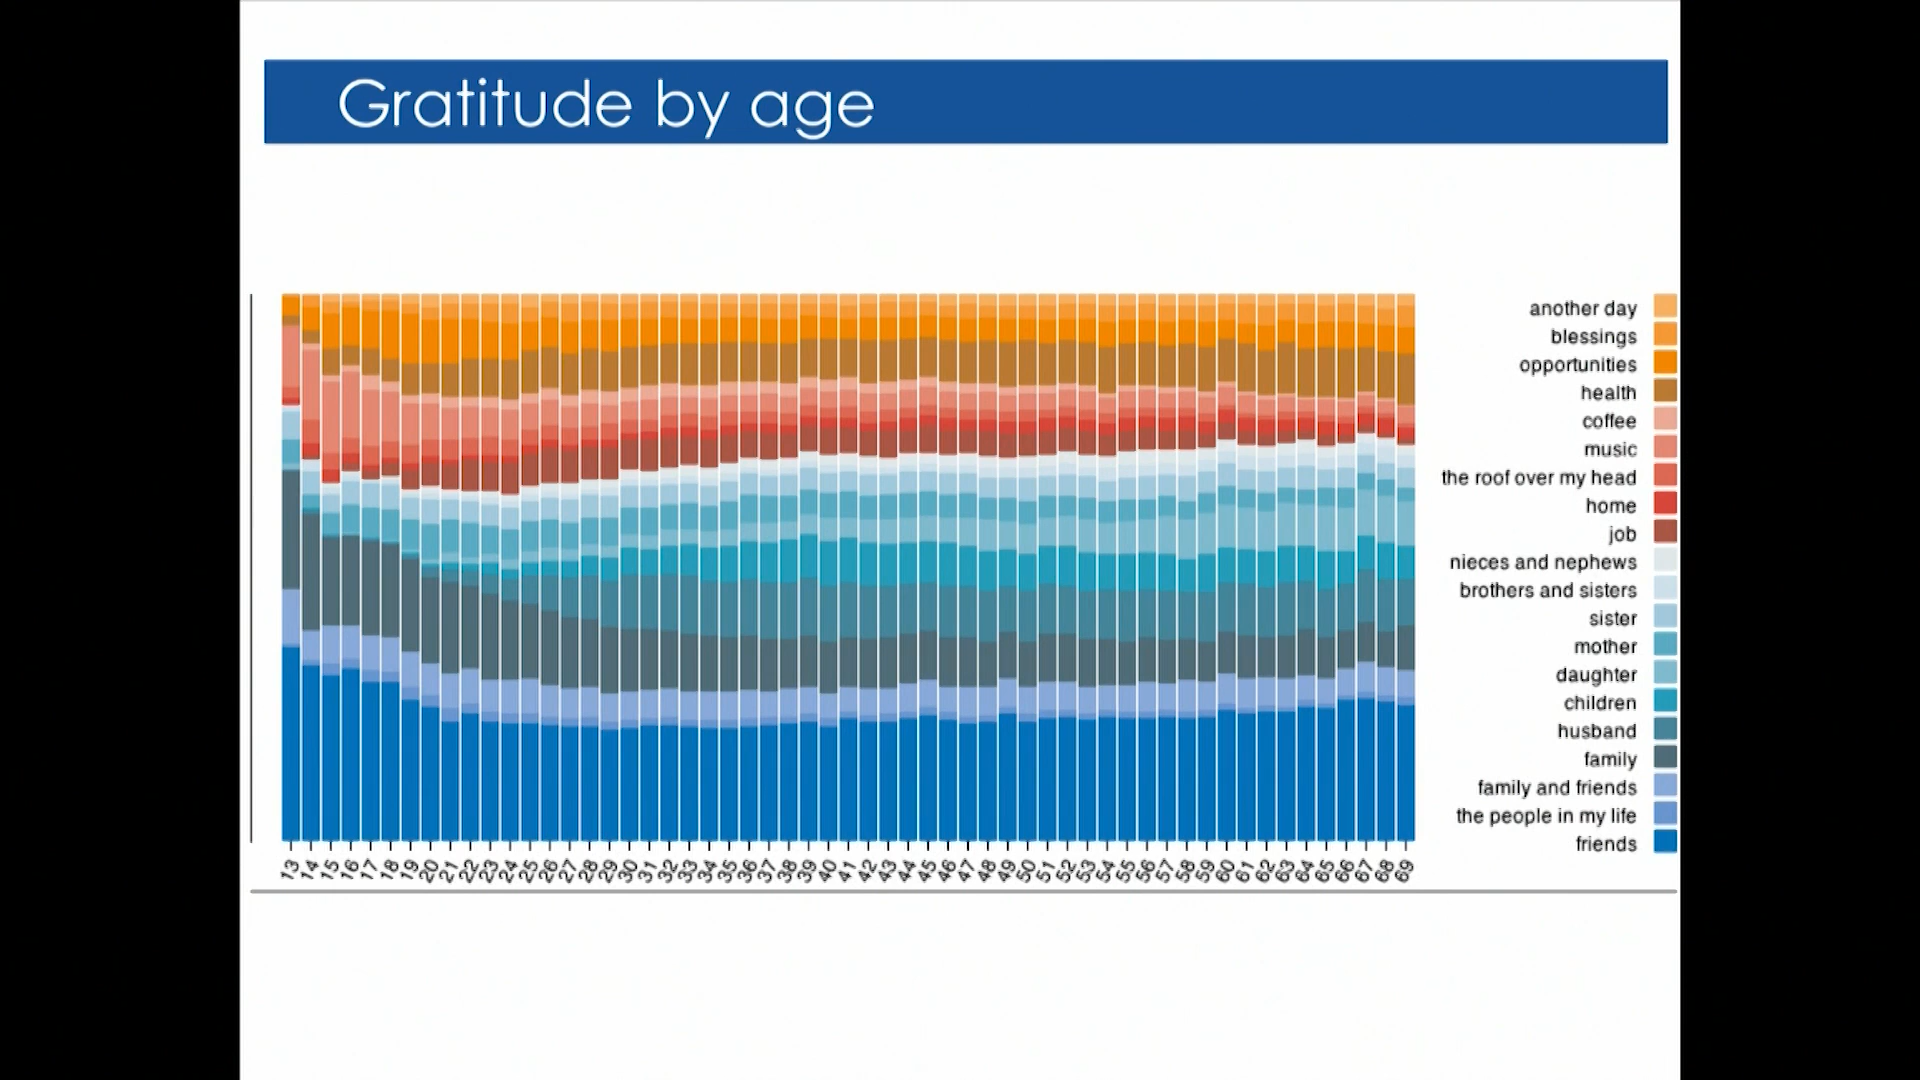 Gratitude by age
another day
blessings
opportunities
health
coffee
music
the roof over my head
home
job
nieces and nephews
brothers and sisters
sister
mother
daughter
children
husband
family
family and friends
the people in my life
friends
13 14 15 16 17 18 19 20 21 22 23 24 25 26 27 28 29 30 31 32 33 34 35 36 37 38 39 40 41 42 43 44 45 46 47 48 49 50 51 52 53 54 55 56 57 58 59 60 61 62 63 64 65 66 67 68 69